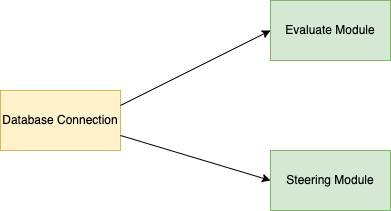 Evaluate Module
Database Connection
Steering Module